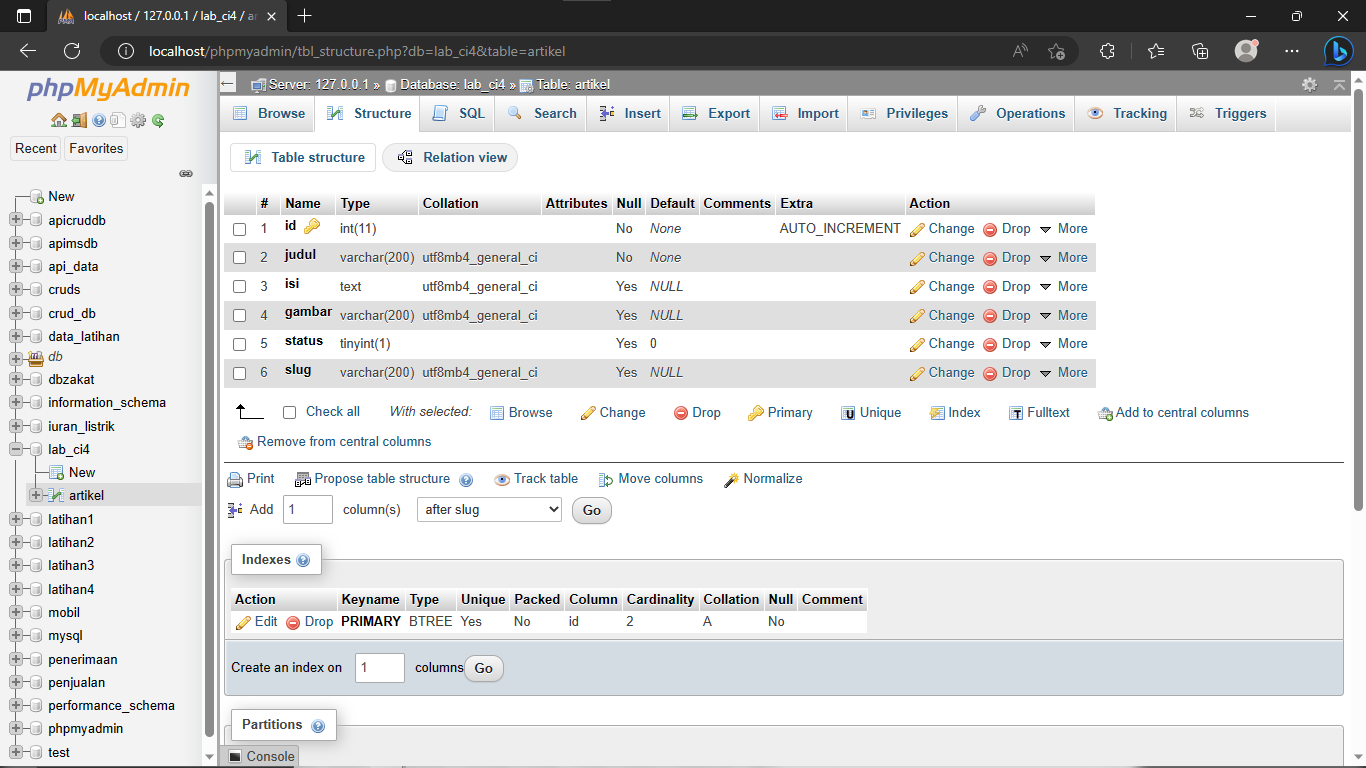 localhost / 127.0.0.1 / lab_ci4 / ar
localhost/phpmyadmin/tbl_structure.php?db=lab_ci4&table=artikel
phpMyAdmin
Recent Favorites
New
apicruddb
apimsdb
api_data
cruds
crud_db
data_latihan
db
dbzakat
information_schema
iuran_listrik
lab_ci4
New
artikel
latihan1
latihan2
latihan3
latihan4
mobil
mysql
penerimaan
penjualan
performance_schema
phpmyadmin
test
Server: 127.0.0.1 » Database: lab_ci4 » Table: artikel
Browse Structure SQL Search Insert Export Import Privileges Operations Tracking Triggers
Table structure Relation view
# Name Type Collation Attributes Null Default Comments Extra Action
1 id int(11) No None AUTO_INCREMENT Change Drop More
2 judul varchar(200) utf8mb4_general_ci No None Change Drop More
3 isi text utf8mb4_general_ci Yes NULL Change Drop More
4 gambar varchar(200) utf8mb4_general_ci Yes NULL Change Drop More
5 status tinyint(1) Yes 0 Change Drop More
6 slug varchar(200) utf8mb4_general_ci Yes NULL Change Drop More
Check all With selected: Browse Change Drop Primary Unique Index Fulltext Add to central columns
Remove from central columns
Print Propose table structure Track table Move columns Normalize
Add 1 column(s) after slug Go
Indexes
Action Keyname Type Unique Packed Column Cardinality Collation Null Comment
Edit Drop PRIMARY BTREE Yes No id 2 A No
Create an index on 1 columns Go
Partitions
Console